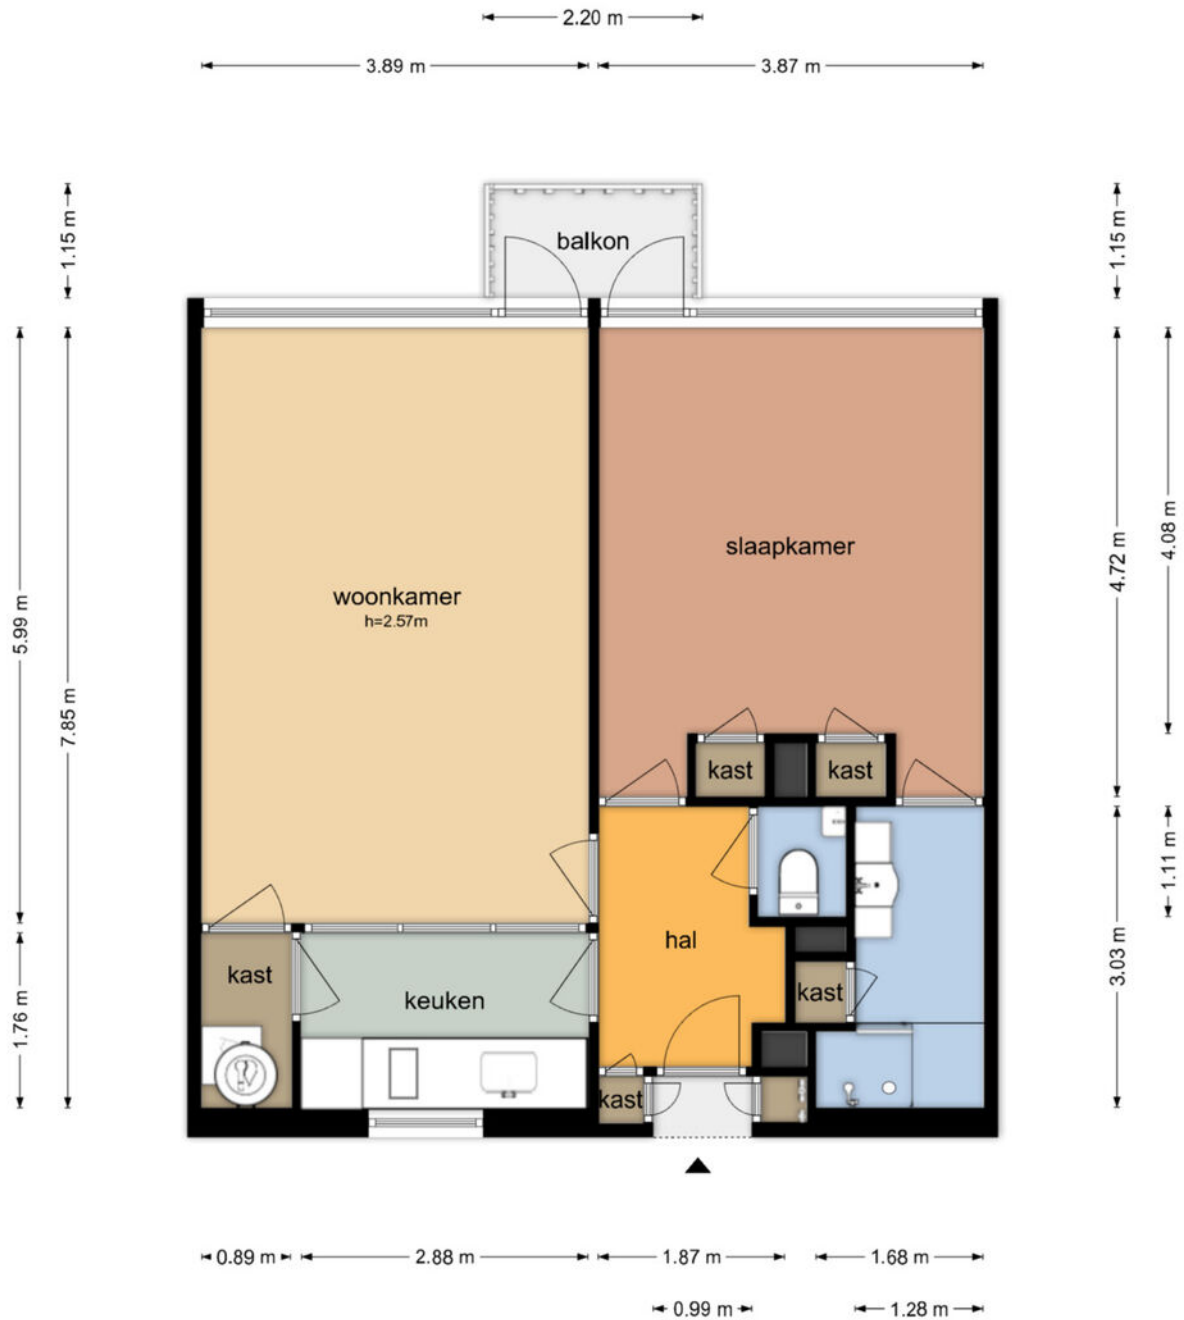 2.20 m
3.89 m
3.87 m
1.15 m
1.15 m
balkon
slaapkamer
woonkamer
h=2.57m
5.99 m
7.85 m
4.72 m
4.08 m
kast
kast
hal
kast
keuken
kast
kast
1.76 m
1.11 m
3.03 m
0.89 m
2.88 m
1.87 m
1.68 m
0.99 m
1.28 m